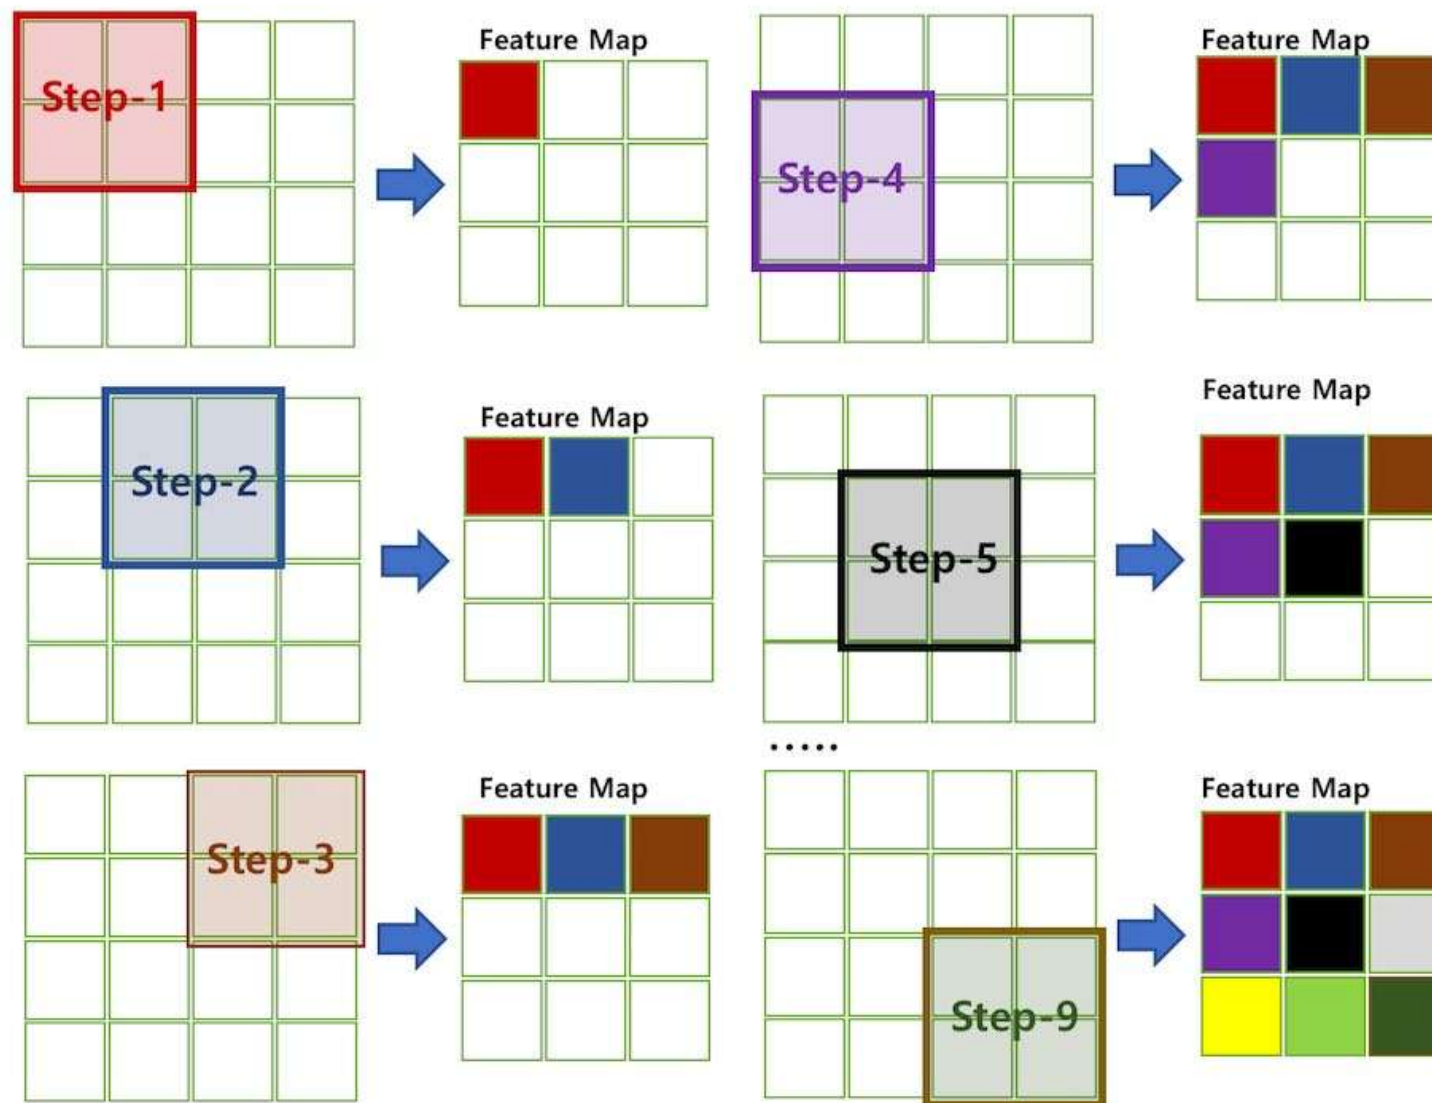 Feature Map
Step-1
Feature Map
Step-2
Feature Map
Step-3
Feature Map
Step-4
Feature Map
Step-5
.....
Feature Map
Step-9